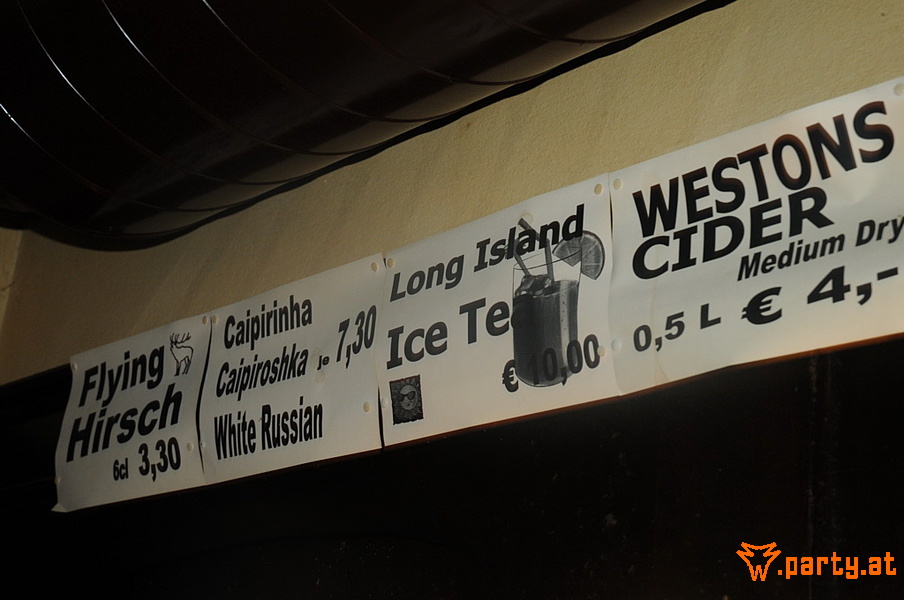 Flying
Hirsch
6cl 3,30
Caipirinha
Caipiroshka je 7,30
White Russian
Long Island
Ice Tea
€ 10,00
WESTONS
CIDER
Medium Dry
0,5 L € 4,-
w.party.at